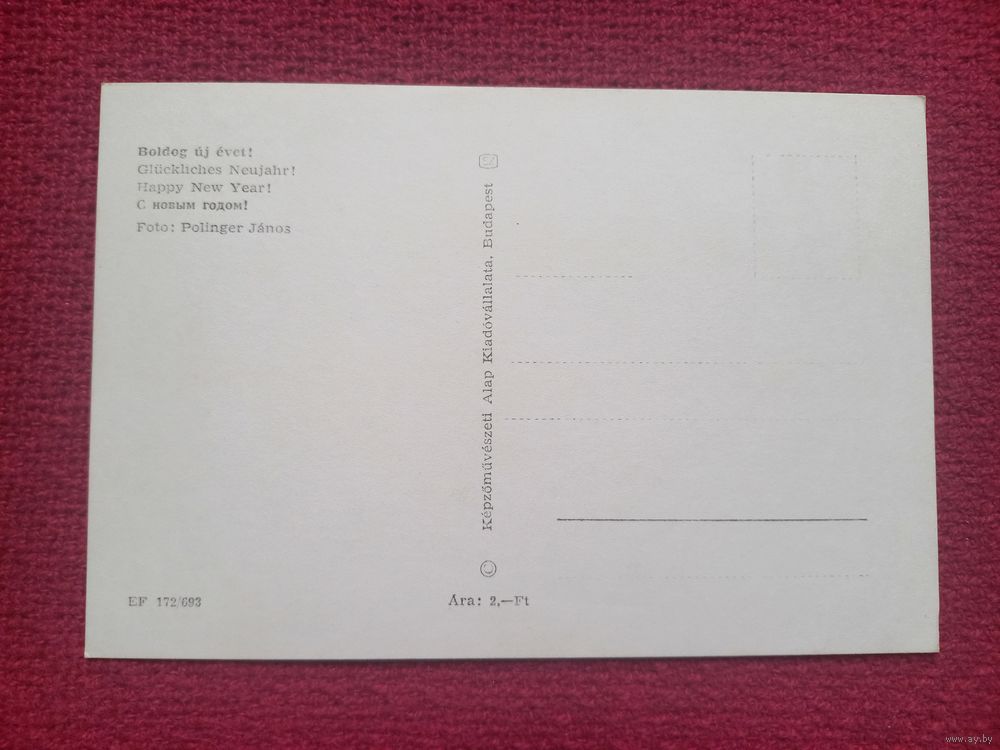 Boldog új évet!
Glückliches Neujahr!
Happy New Year!
С новым годом!
Foto: Polinger János
© Képzőművészeti Alap Kiadóvállalata, Budapest
EF 172/693
Ára: 2,—Ft
www.ay.by